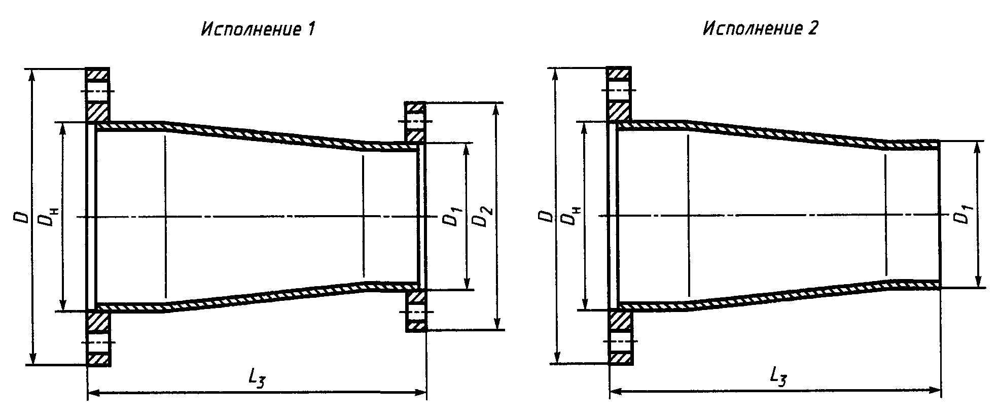 Исполнение 1
Исполнение 2
D
Dн
D1
D2
L3
D
Dн
D1
L3